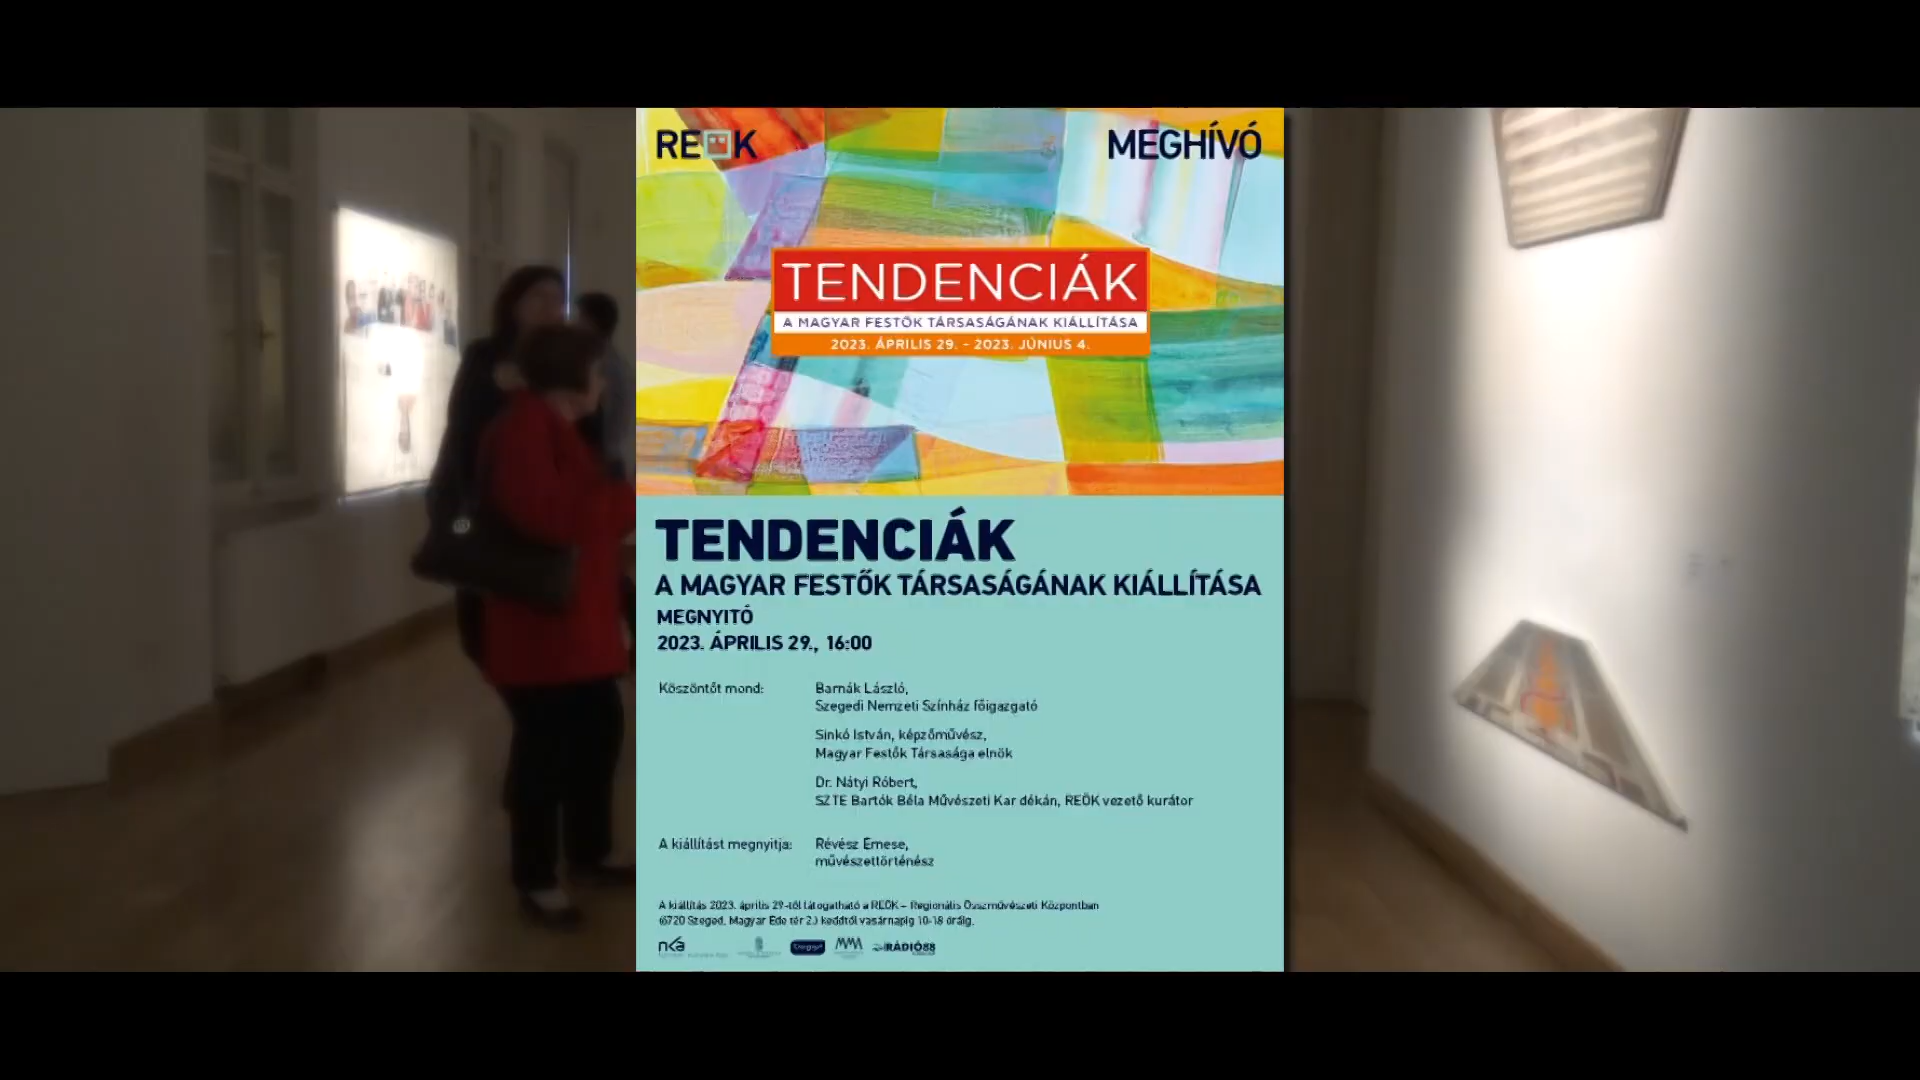 REÖK
MEGHÍVÓ
TENDENCIÁK
A MAGYAR FESTŐK TÁRSASÁGÁNAK KIÁLLÍTÁSA
2023. ÁPRILIS 29. - 2023. JÚNIUS 4.
TENDENCIÁK
A MAGYAR FESTŐK TÁRSASÁGÁNAK KIÁLLÍTÁSA
MEGNYITÓ
2023. ÁPRILIS 29., 16:00
Köszöntőt mond: Barnák László,
Szegedi Nemzeti Színház főigazgató
Sinkó István, képzőművész,
Magyar Festők Társasága elnök
Dr. Nátyi Róbert,
SZTE Bartók Béla Művészeti Kar dékán, REÖK vezető kurátor
A kiállítást megnyitja: Révész Emese,
művészettörténész
A kiállítás 2023. április 29-től látogatható a REÖK – Regionális Összművészeti Központban
6720 Szeged, Magyar Ede tér 2.) keddtől vasárnapig 10-18 óráig.
nka
MMA
RÁDIÓ88